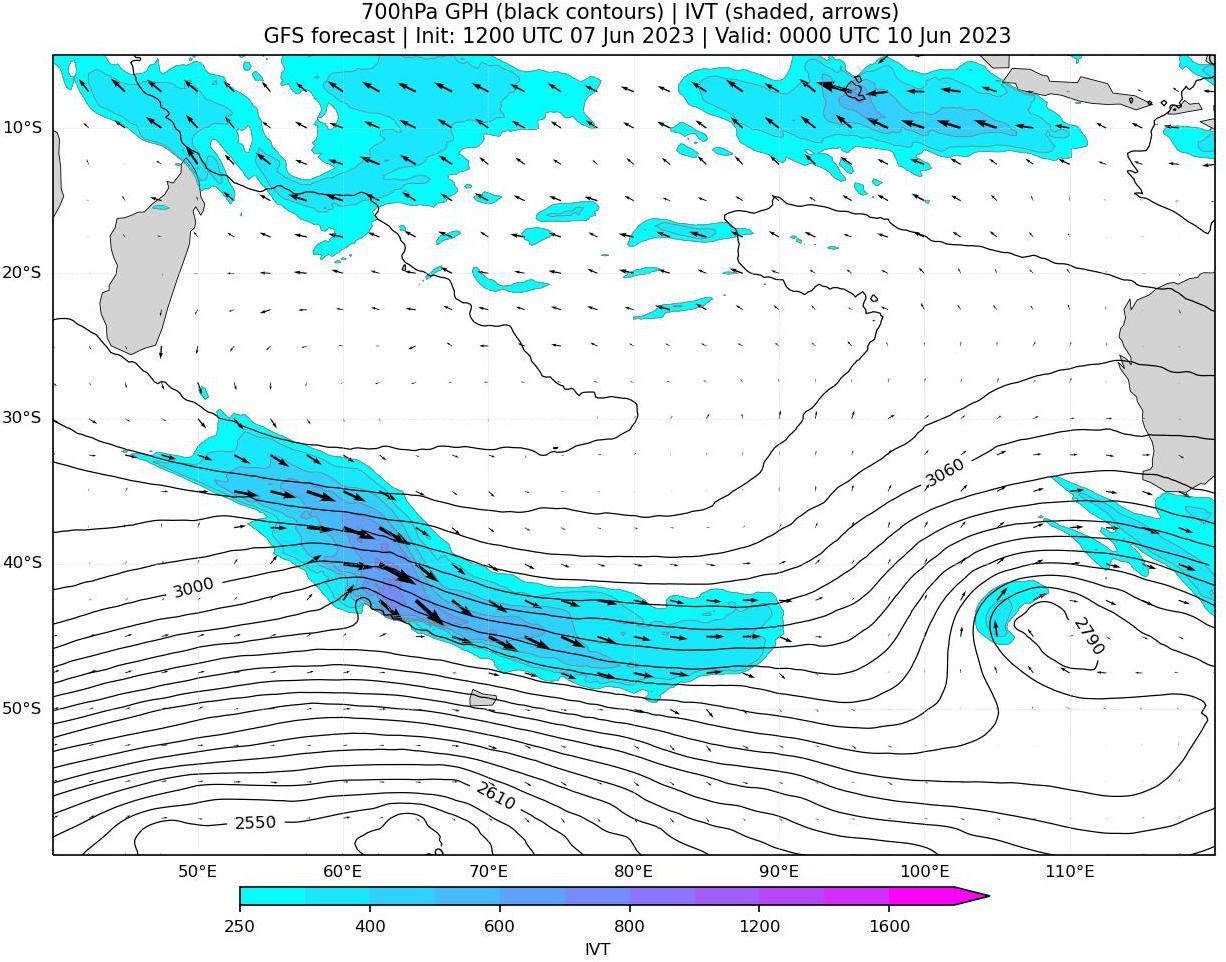 700hPa GPH (black contours) | IVT (shaded, arrows)
GFS forecast | Init: 1200 UTC 07 Jun 2023 | Valid: 0000 UTC 10 Jun 2023
10°S
20°S
30°S
3060
40°S
3000
2790
50°S
2610
2550
50°E 60°E 70°E 80°E 90°E 100°E 110°E
250 400 600 800 1200 1600
IVT